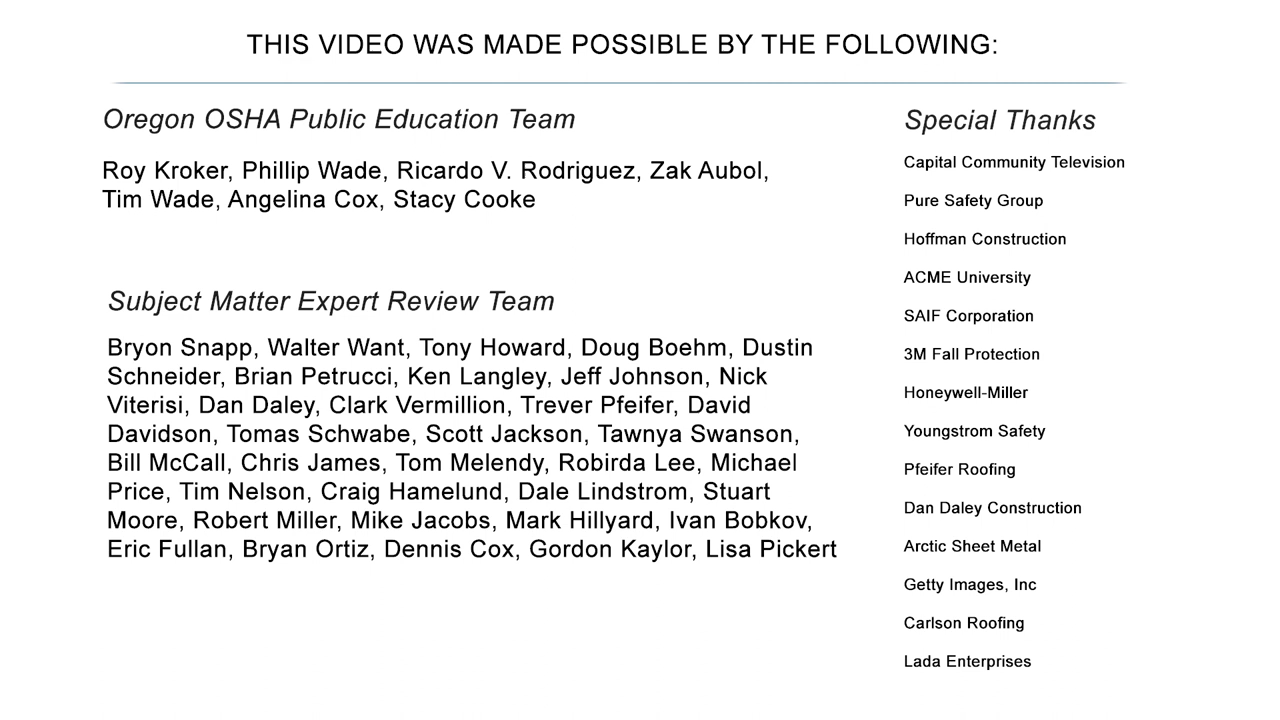 THIS VIDEO WAS MADE POSSIBLE BY THE FOLLOWING:
Oregon OSHA Public Education Team
Roy Kroker, Phillip Wade, Ricardo V. Rodriguez, Zak Aubol,
Tim Wade, Angelina Cox, Stacy Cooke
Subject Matter Expert Review Team
Bryon Snapp, Walter Want, Tony Howard, Doug Boehm, Dustin
Schneider, Brian Petrucci, Ken Langley, Jeff Johnson, Nick
Viterisi, Dan Daley, Clark Vermillion, Trever Pfeifer, David
Davidson, Tomas Schwabe, Scott Jackson, Tawnya Swanson,
Bill McCall, Chris James, Tom Melendy, Robirda Lee, Michael
Price, Tim Nelson, Craig Hamelund, Dale Lindstrom, Stuart
Moore, Robert Miller, Mike Jacobs, Mark Hillyard, Ivan Bobkov,
Eric Fullan, Bryan Ortiz, Dennis Cox, Gordon Kaylor, Lisa Pickert
Special Thanks
Capital Community Television
Pure Safety Group
Hoffman Construction
ACME University
SAIF Corporation
3M Fall Protection
Honeywell-Miller
Youngstrom Safety
Pfeifer Roofing
Dan Daley Construction
Arctic Sheet Metal
Getty Images, Inc
Carlson Roofing
Lada Enterprises